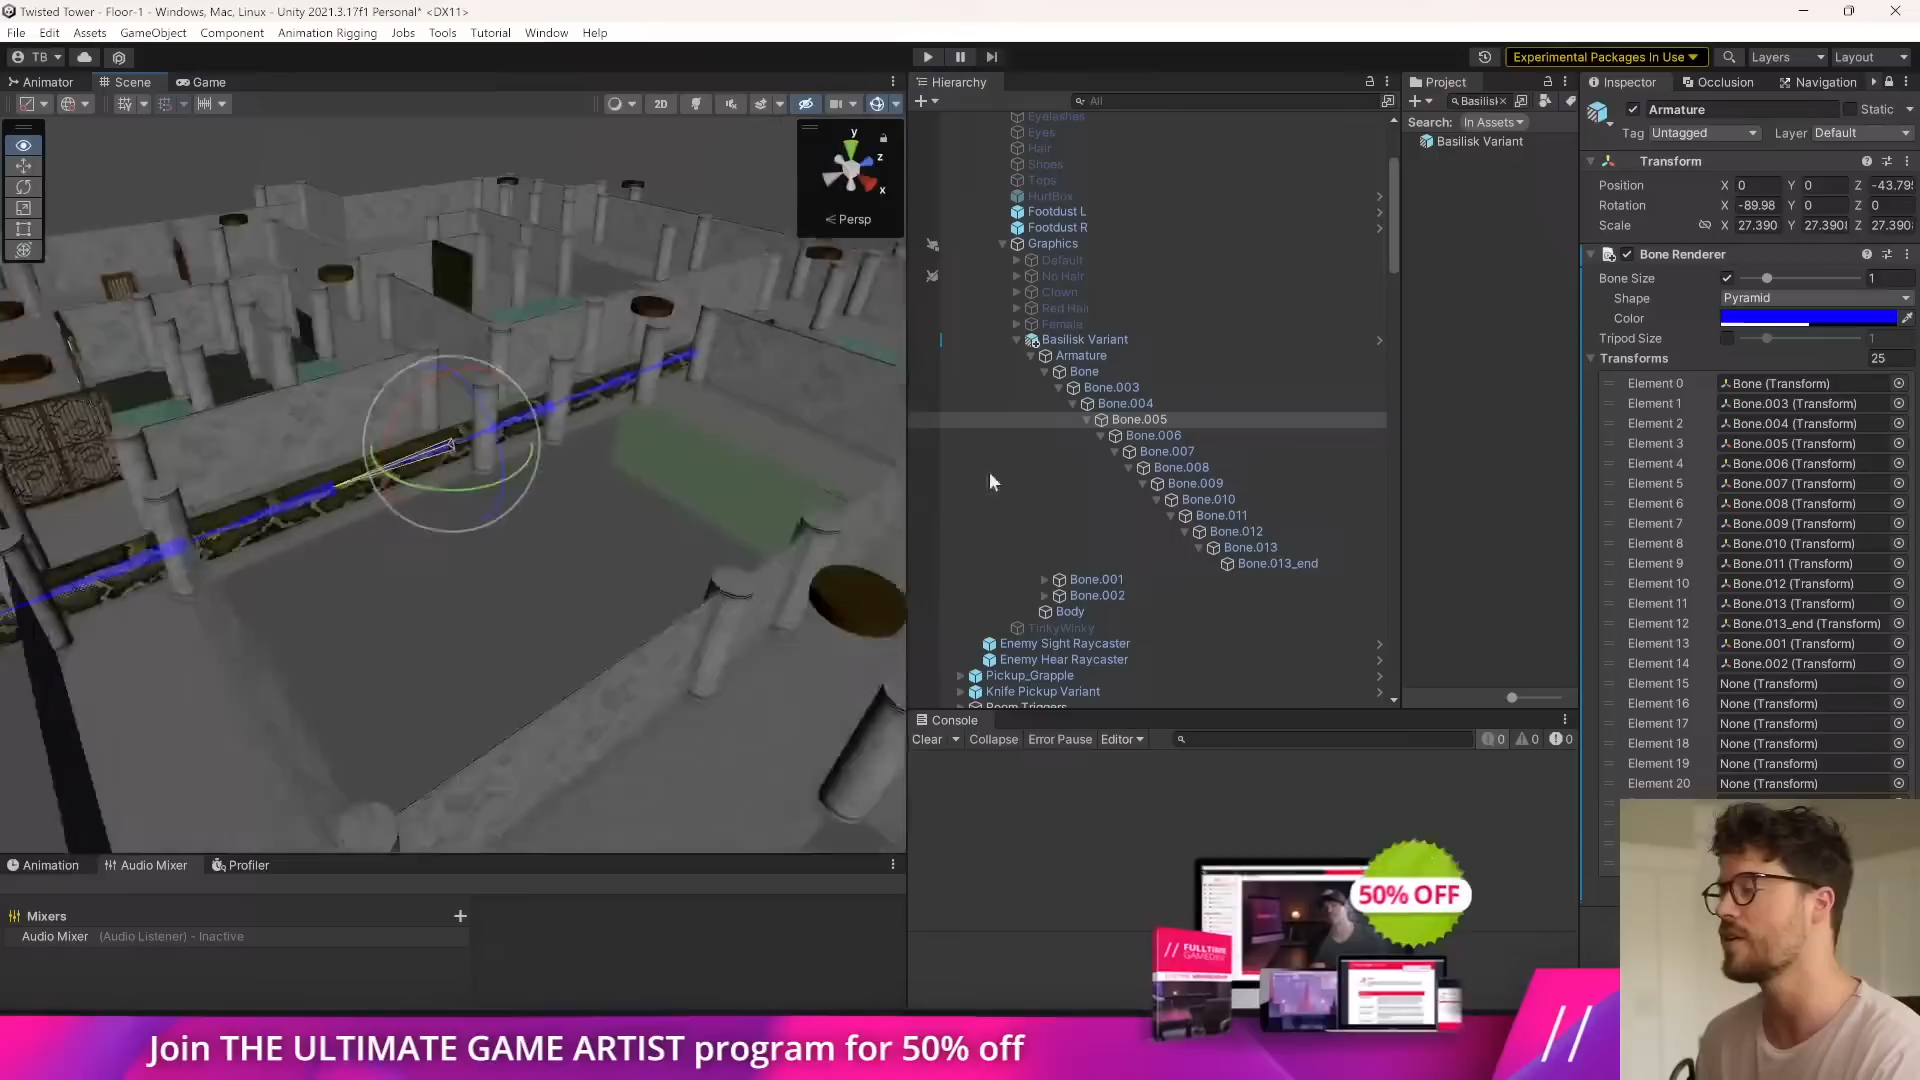 Twisted Tower - Floor-1 - Windows, Mac, Linux - Unity 2021.3.17f1 Personal* <DX11>
File Edit Assets GameObject Component Animation Rigging Jobs Tools Tutorial Window Help
TB
Experimental Packages In Use
Layers
Layout
Animator
Scene
Game
2D
y
z
x
Persp
Hierarchy
All
Eyelashes
Eyes
Hair
Shoes
Tops
HurtBox
Footdust L
Footdust R
Graphics
Default
No Hair
Clown
Red Hair
Female
Basilisk Variant
Armature
Bone
Bone.003
Bone.004
Bone.005
Bone.006
Bone.007
Bone.008
Bone.009
Bone.010
Bone.011
Bone.012
Bone.013
Bone.013_end
Bone.001
Bone.002
Body
TinkyWinky
Enemy Sight Raycaster
Enemy Hear Raycaster
Pickup_Grapple
Knife Pickup Variant
Room Triggers
Project
Basilisk
Search: In Assets
Basilisk Variant
Inspector
Occlusion
Navigation
Armature
Static
Tag Untagged Layer Default
Transform
Position X 0 Y 0 Z -43.79
Rotation X -89.98 Y 0 Z 0
Scale X 27.390 Y 27.390 Z 27.390
Bone Renderer
Bone Size 1
Shape Pyramid
Color
Tripod Size 1
Transforms 25
Element 0 Bone (Transform)
Element 1 Bone.003 (Transform)
Element 2 Bone.004 (Transform)
Element 3 Bone.005 (Transform)
Element 4 Bone.006 (Transform)
Element 5 Bone.007 (Transform)
Element 6 Bone.008 (Transform)
Element 7 Bone.009 (Transform)
Element 8 Bone.010 (Transform)
Element 9 Bone.011 (Transform)
Element 10 Bone.012 (Transform)
Element 11 Bone.013 (Transform)
Element 12 Bone.013_end (Transform)
Element 13 Bone.001 (Transform)
Element 14 Bone.002 (Transform)
Element 15 None (Transform)
Element 16 None (Transform)
Element 17 None (Transform)
Element 18 None (Transform)
Element 19 None (Transform)
Element 20 None (Transform)
Console
Clear Collapse Error Pause Editor
0 0 0
Animation
Audio Mixer
Profiler
Mixers
Audio Mixer (Audio Listener) - Inactive
50% OFF
// FULLTIME
GAMEDEV
Join THE ULTIMATE GAME ARTIST program for 50% off
//